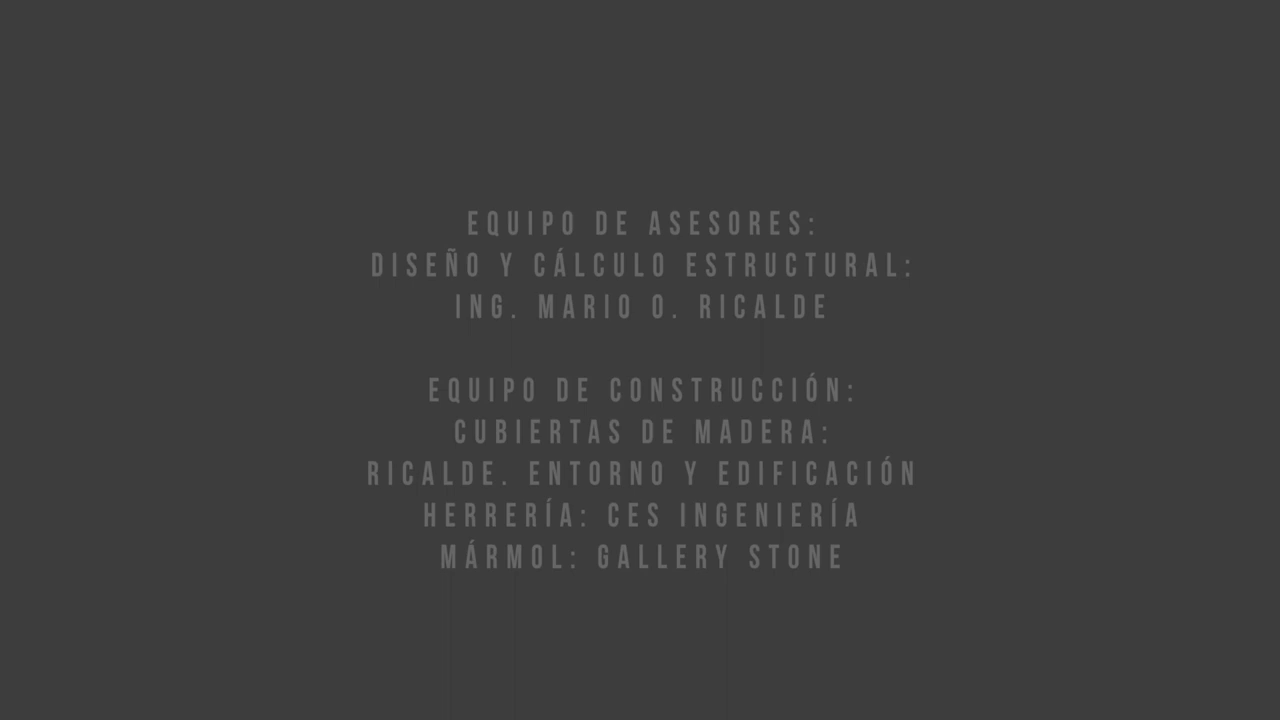 EQUIPO DE ASESORES:
DISEÑO Y CÁLCULO ESTRUCTURAL:
ING. MARIO O. RICALDE
EQUIPO DE CONSTRUCCIÓN:
CUBIERTAS DE MADERA:
RICALDE. ENTORNO Y EDIFICACIÓN
HERRERÍA: CES INGENIERÍA
MÁRMOL: GALLERY STONE